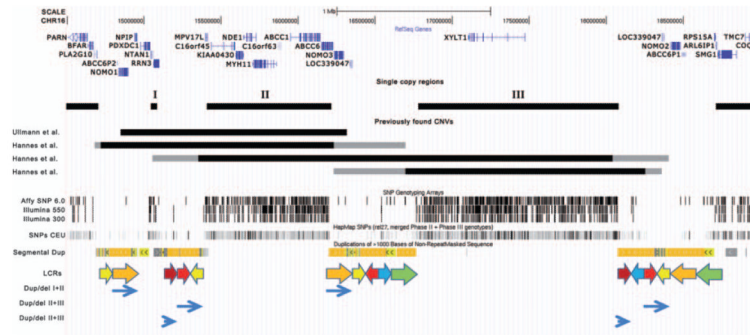 SCALE 1 Mb
CHR16 15000000 15500000 16000000 16500000 17000000 17500000 18000000 18500000
RefSeq Genes
PARN NPIP MPV17L NDE1 ABCC1 XYLT1 LOC339047 RPS15A TMC7
BFAR PDXDC1 C16orf45 C16orf63 ABCC6 NOMO2 ARL6IP1 COQ
PLA2G10 NTAN1 KIAA0430 NOMO3 ABCC6P1 SMG1
ABCC6P2 RRN3 MYH11 LOC339047
NOMO1
Single copy regions
I II III
Previously found CNVs
Ullmann et al.
Hannes et al.
Hannes et al.
Hannes et al.
SNP Genotyping Arrays
Affy SNP 6.0
Illumina 550
Illumina 300
HapMap SNPs (rel27, merged Phase II + Phase III genotypes)
SNPs CEU
Duplications of >1000 Bases of Non-RepeatMasked Sequence
Segmental Dup
LCRs
Dup/del I+II
Dup/del II+III
Dup/del II+III